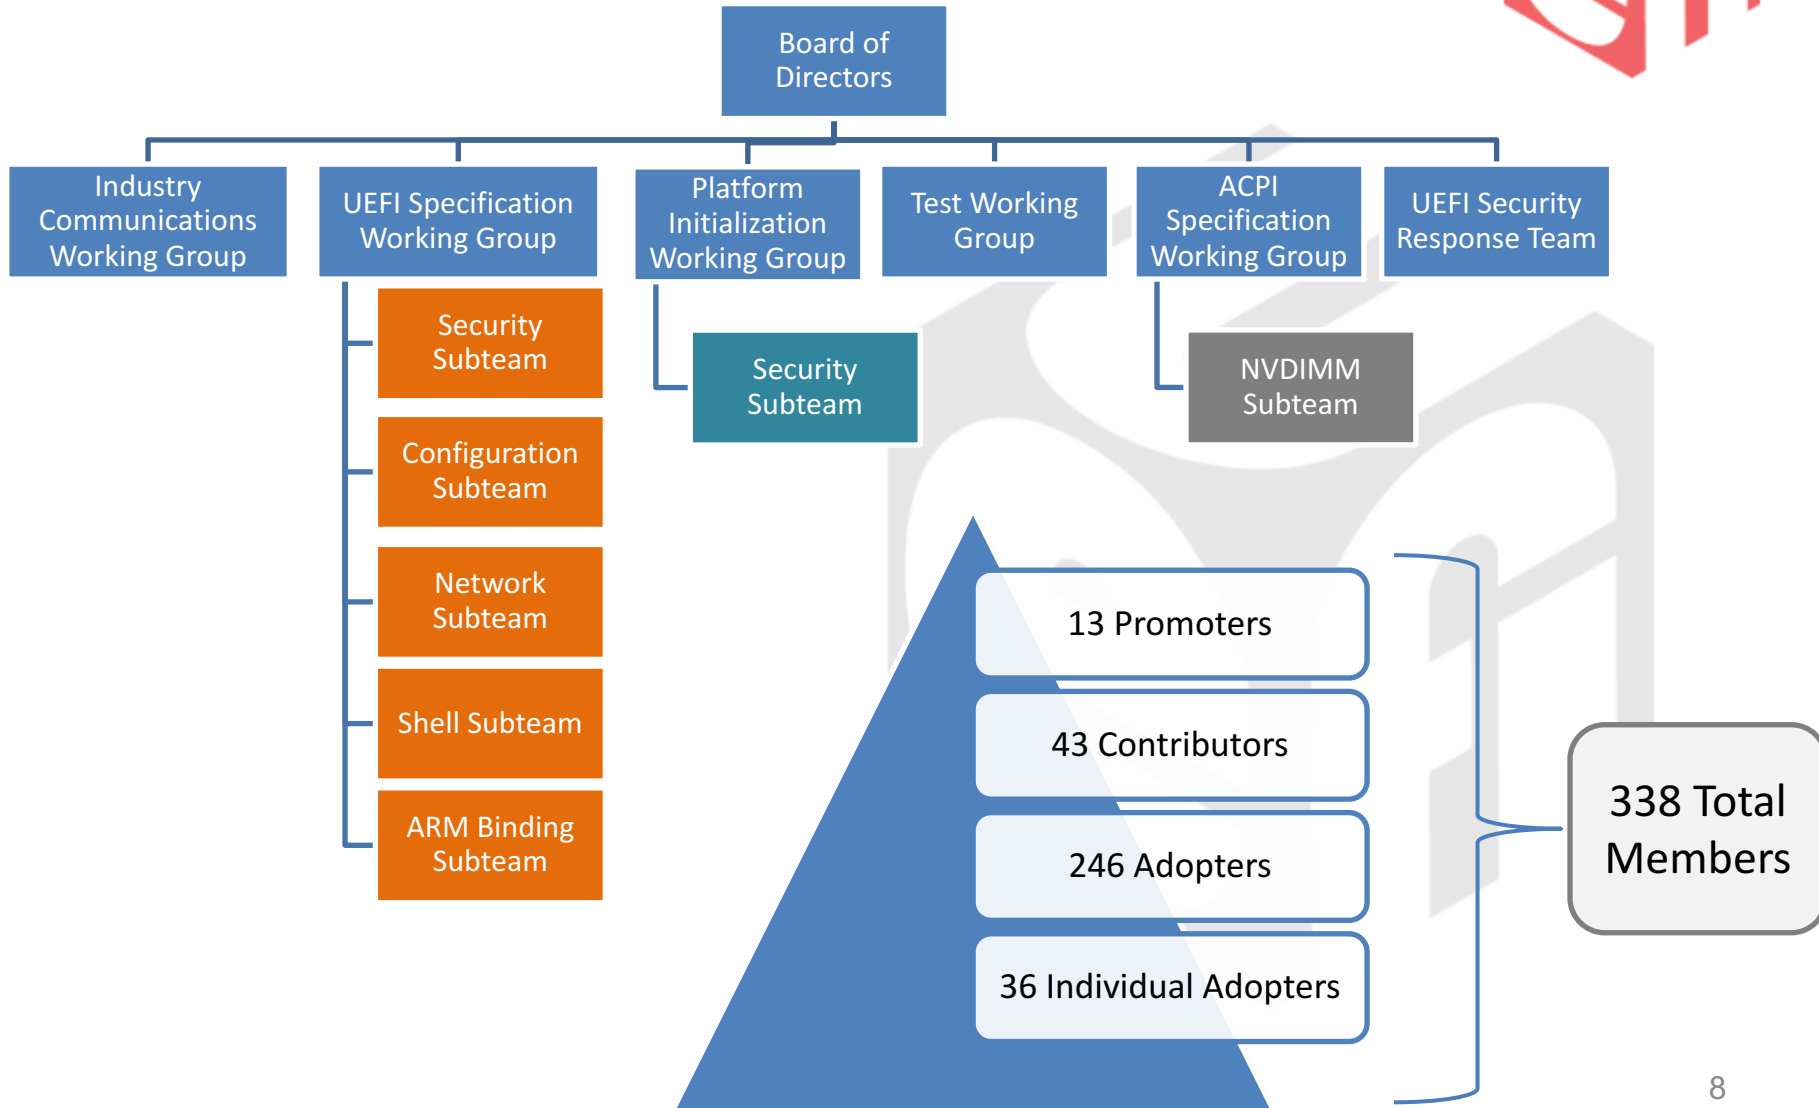 Board of
Directors
Industry
Communications
Working Group
UEFI Specification
Working Group
Platform
Initialization
Working Group
Test Working
Group
ACPI
Specification
Working Group
UEFI Security
Response Team
Security
Subteam
Configuration
Subteam
Network
Subteam
Shell Subteam
ARM Binding
Subteam
Security
Subteam
NVDIMM
Subteam
13 Promoters
43 Contributors
246 Adopters
36 Individual Adopters
338 Total
Members
8